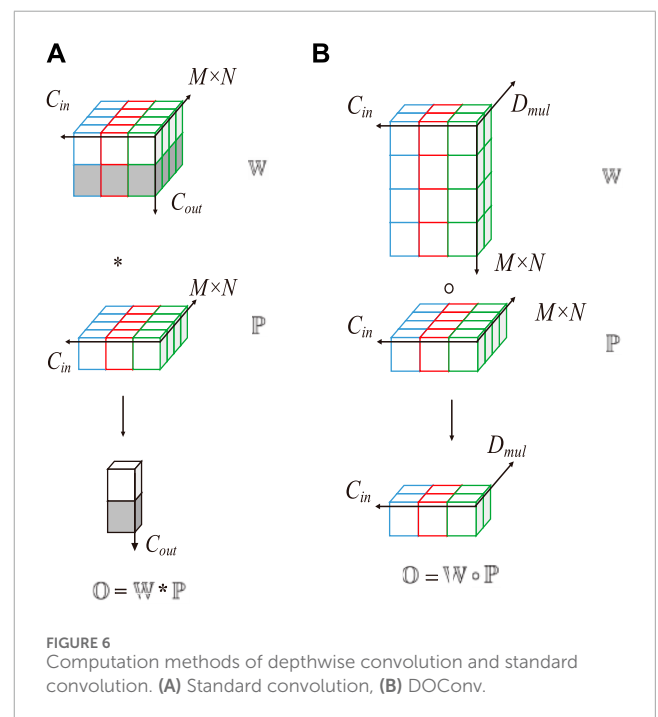 A
B
M×N
C_in
C_out
𝕎
*
M×N
C_in
ℙ
C_out
𝕆 = 𝕎 * ℙ
C_in
D_mul
𝕎
M×N
∘
M×N
C_in
ℙ
D_mul
C_in
𝕆 = 𝕎 ∘ ℙ
FIGURE 6
Computation methods of depthwise convolution and standard
convolution. (A) Standard convolution, (B) DOConv.